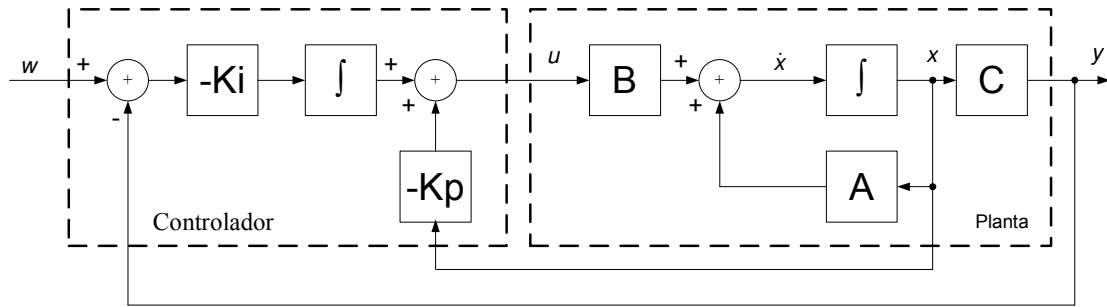 w
+
+
-
-Ki
∫
+
+
+
-Kp
Controlador
u
B
+
+
+
ẋ
∫
x
A
C
y
Planta